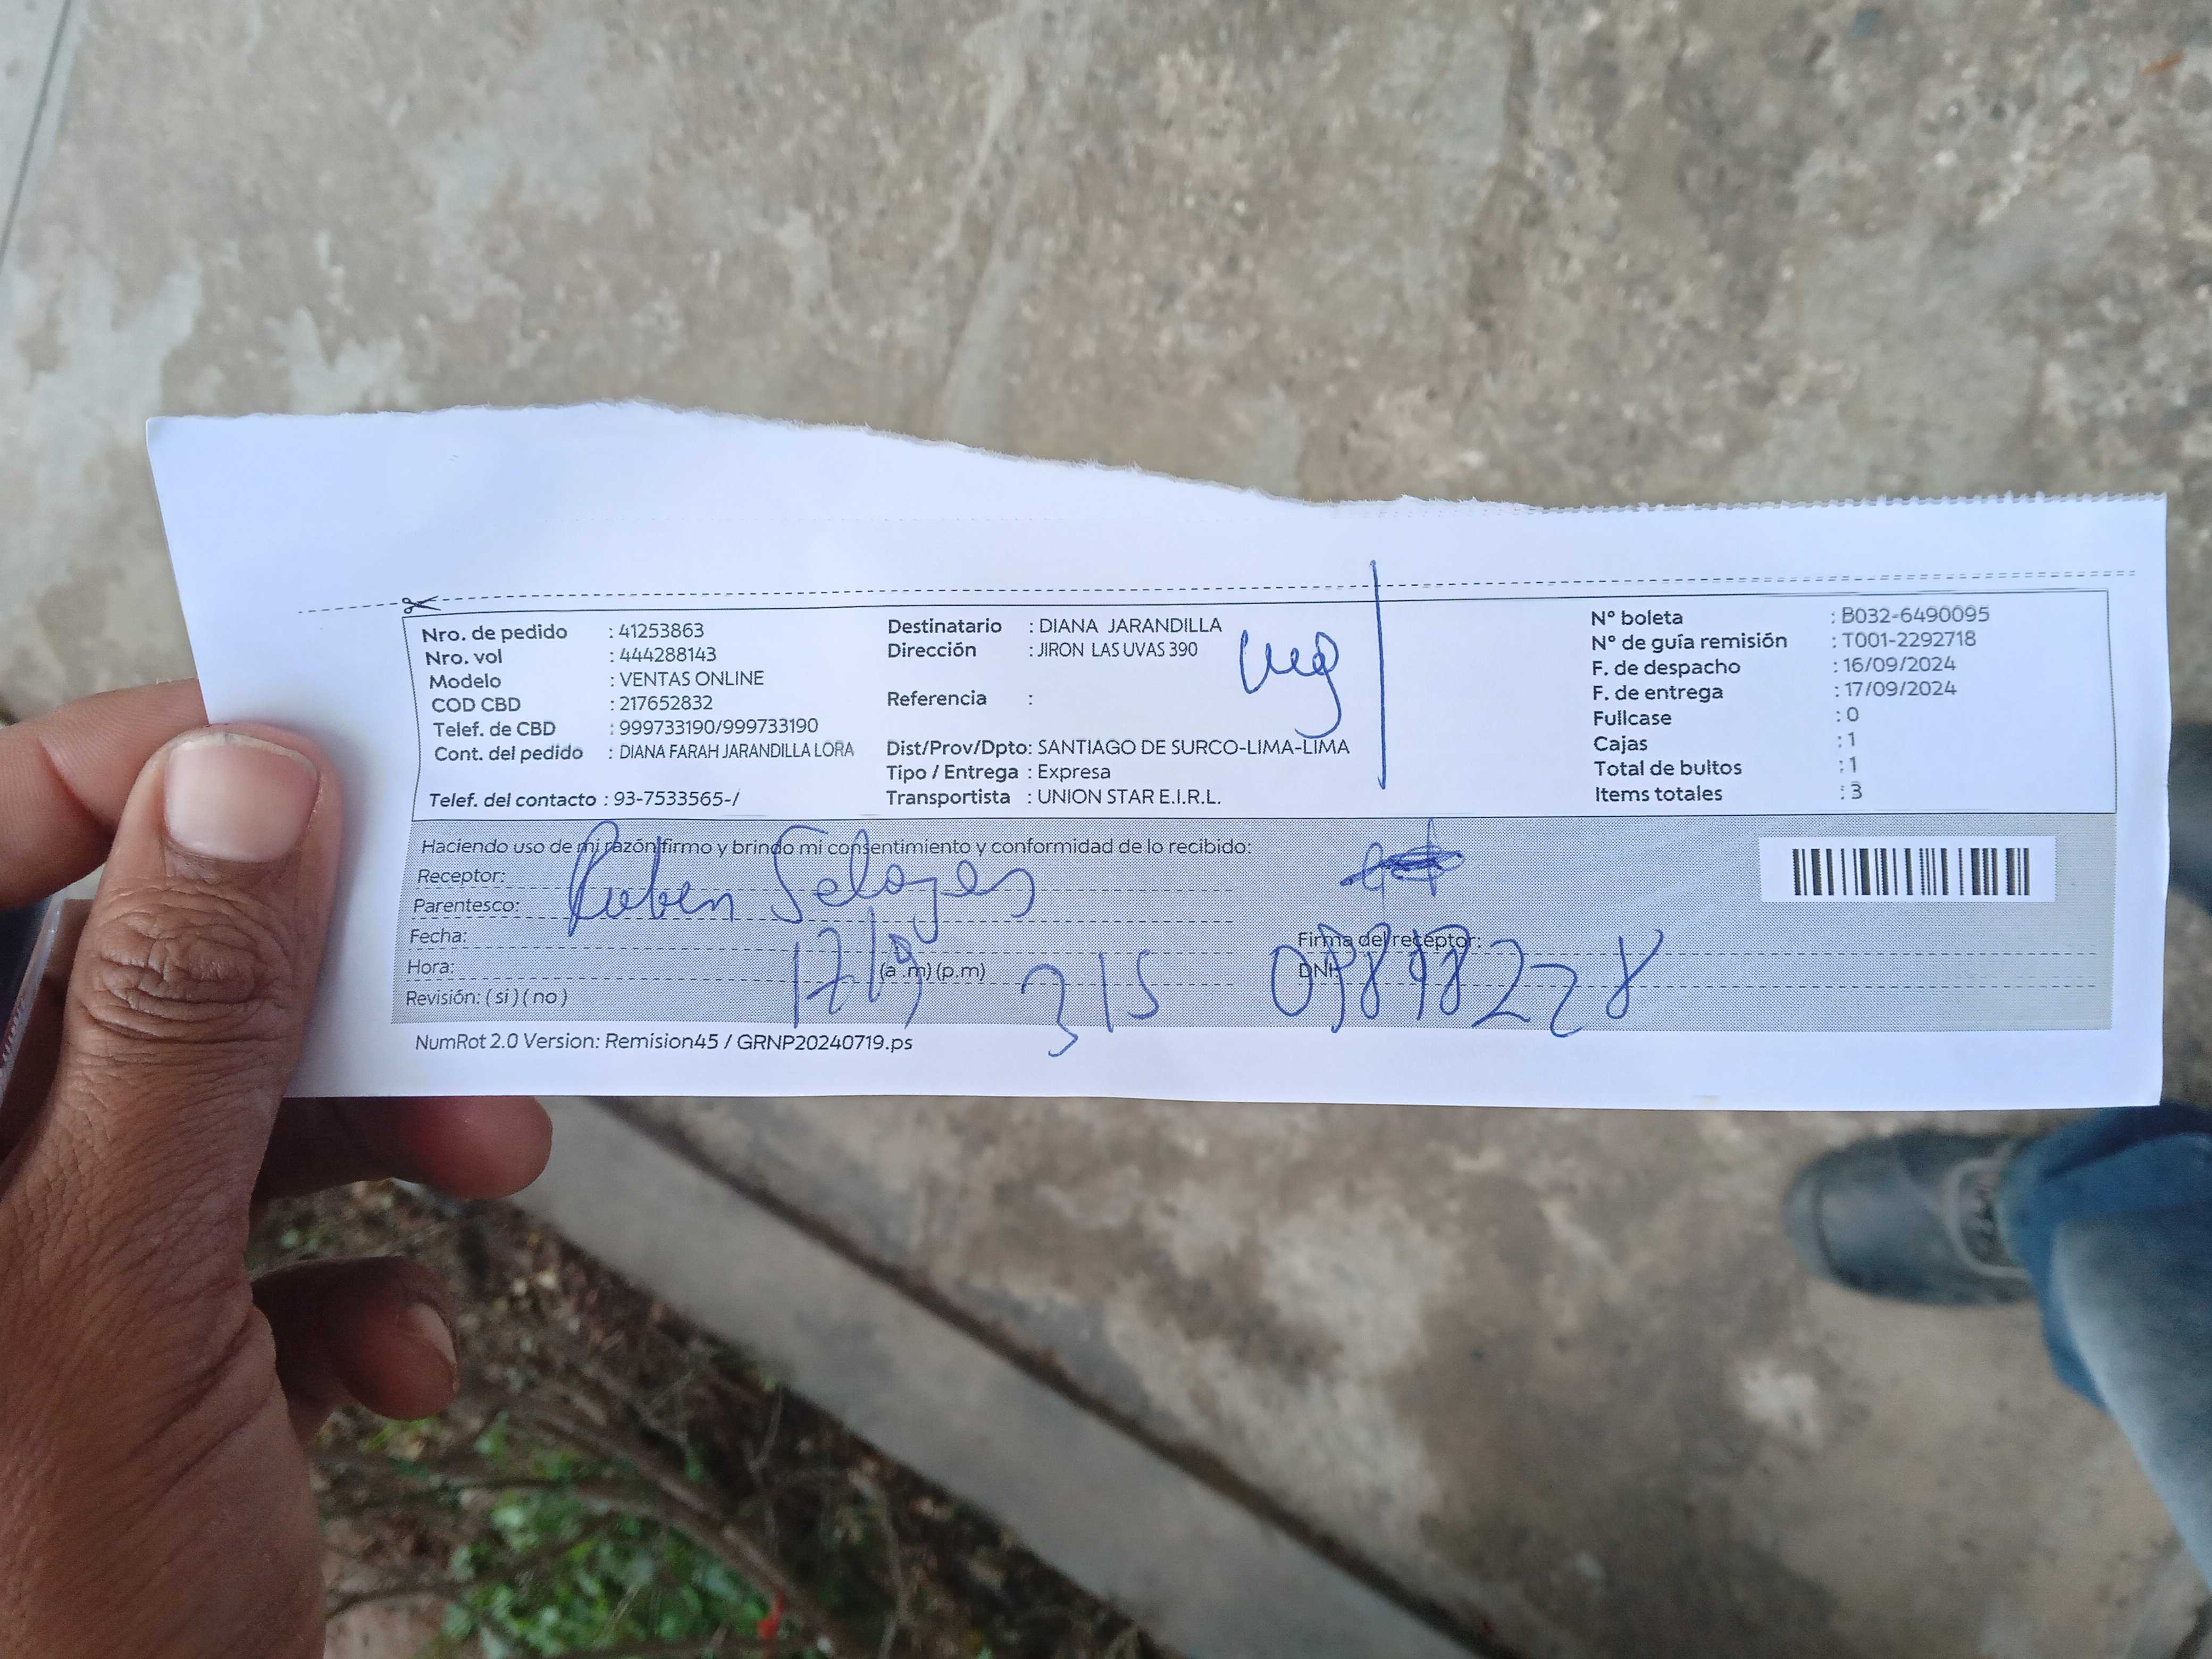 Nro. de pedido : 41253863
Nro. vol : 444288143
Modelo : VENTAS ONLINE
COD CBD : 217652832
Telef. de CBD : 999733190/999733190
Cont. del pedido : DIANA FARAH JARANDILLA LORA
Telef. del contacto : 93-7533565-/
Destinatario : DIANA JARANDILLA
Dirección : JIRON LAS UVAS 390
Referencia :
Dist/Prov/Dpto: SANTIAGO DE SURCO-LIMA-LIMA
Tipo / Entrega : Expresa
Transportista : UNION STAR E.I.R.L.
N° boleta : B032-6490095
N° de guía remisión : T001-2292718
F. de despacho : 16/09/2024
F. de entrega : 17/09/2024
Fullcase : 0
Cajas : 1
Total de bultos : 1
Items totales : 3
Haciendo uso de mi razón firmo y brindo mi consentimiento y conformidad de lo recibido:
Receptor: Ruben
Parentesco:
Fecha: 17/9
Hora: (a .m) (p.m) 315
Revisión: ( si ) ( no )
Firma del receptor:
DNI:
NumRot 2.0 Version: Remision45 / GRNP20240719.ps